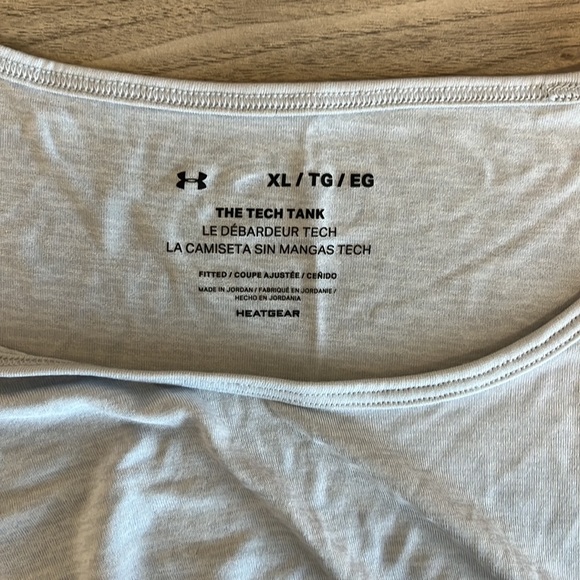 XL / TG / EG
THE TECH TANK
LE DÉBARDEUR TECH
LA CAMISETA SIN MANGAS TECH
FITTED / COUPE AJUSTÉE / CEÑIDO
MADE IN JORDAN / FABRIQUÉ EN JORDANIE /
HECHO EN JORDANIA
HEATGEAR